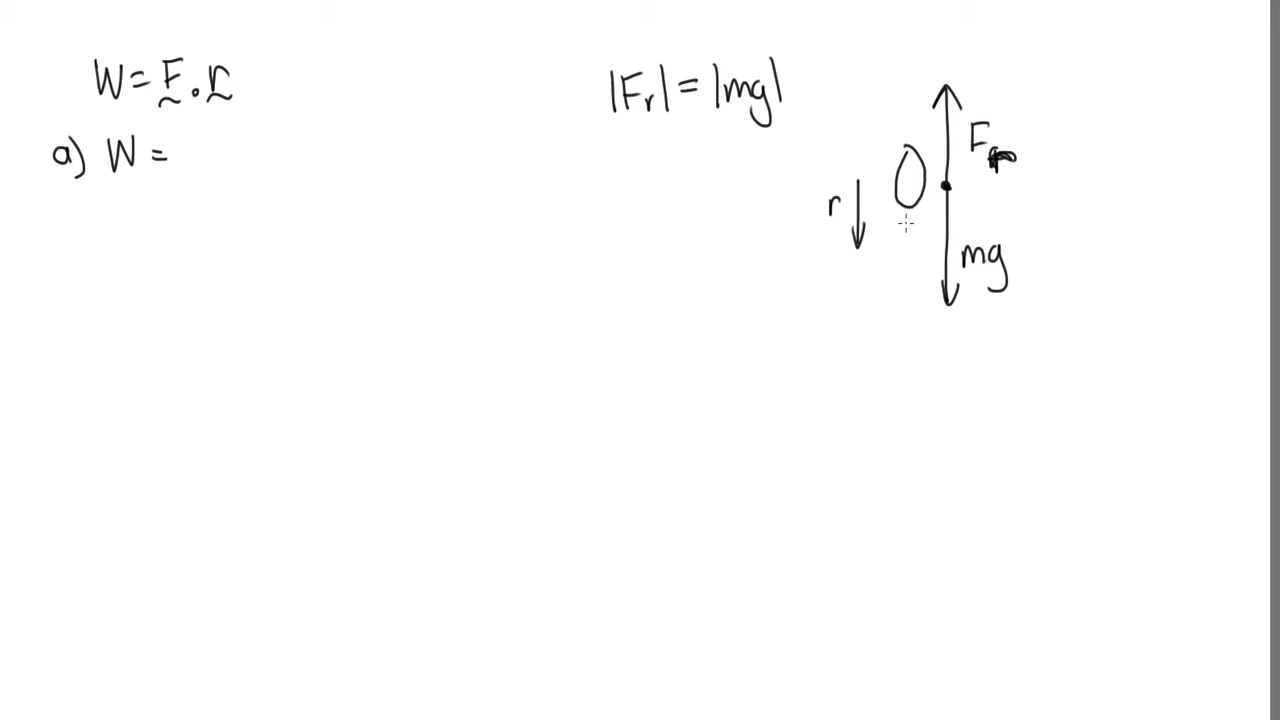 W = F . r
|Fr| = |mg|
a) W =
F
r
mg